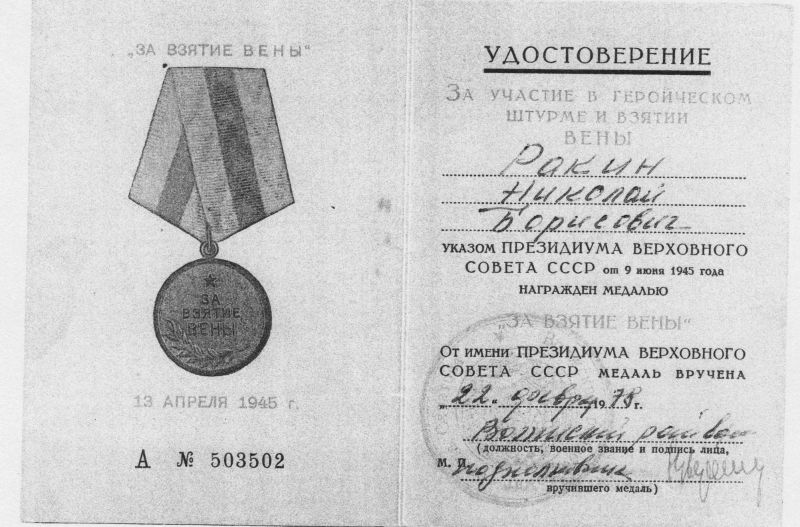 „ЗА ВЗЯТИЕ ВЕНЫ“
ЗА
ВЗЯТИЕ
ВЕНЫ
13 АПРЕЛЯ 1945 г.
А № 503502
УДОСТОВЕРЕНИЕ
ЗА УЧАСТИЕ В ГЕРОИЧЕСКОМ
ШТУРМЕ И ВЗЯТИИ
ВЕНЫ
Ракин
Николай
Борисович
УКАЗОМ ПРЕЗИДИУМА ВЕРХОВНОГО
СОВЕТА СССР от 9 июня 1945 года
НАГРАЖДЕН МЕДАЛЬЮ
„ЗА ВЗЯТИЕ ВЕНЫ“
От имени ПРЕЗИДИУМА ВЕРХОВНОГО
СОВЕТА СССР МЕДАЛЬ ВРУЧЕНА
„22“ февр 1978 г.
(должность, военное звание и подпись лица,
М. П. подполковник
вручившего медаль)